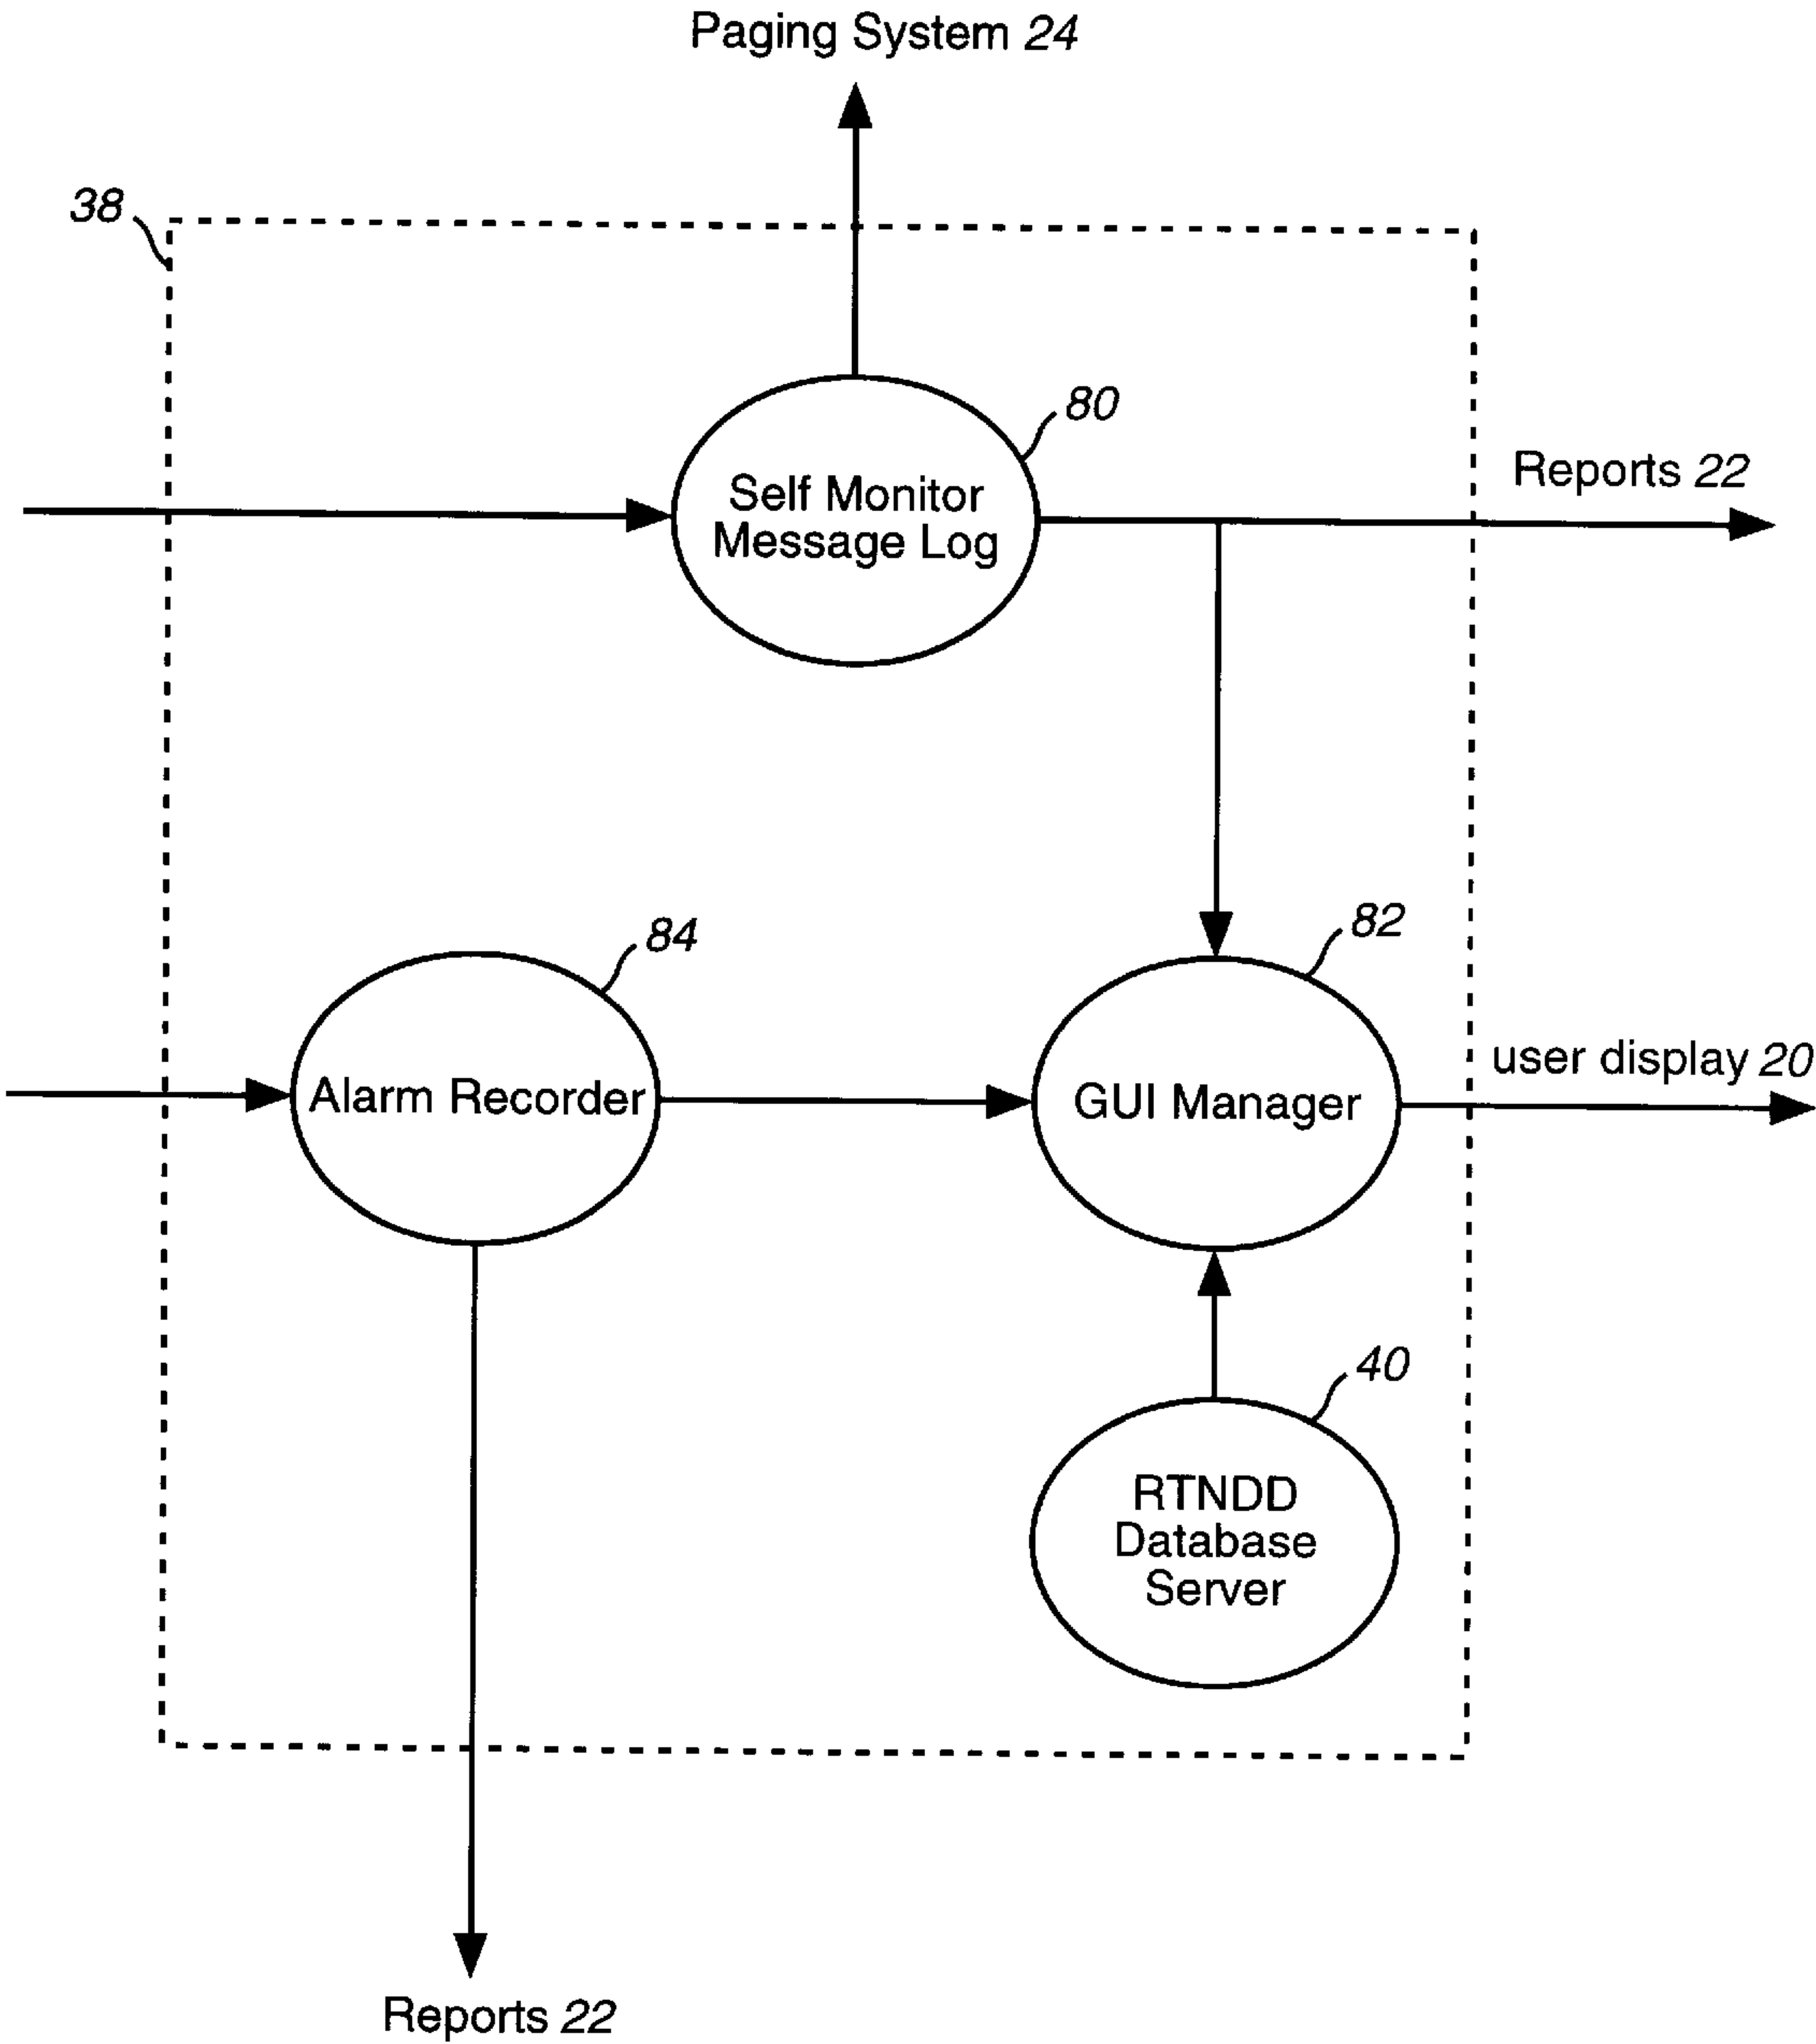 Paging System 24
38
80
Self Monitor
Message Log
Reports 22
84
82
Alarm Recorder
GUI Manager
user display 20
40
RTNDD
Database
Server
Reports 22